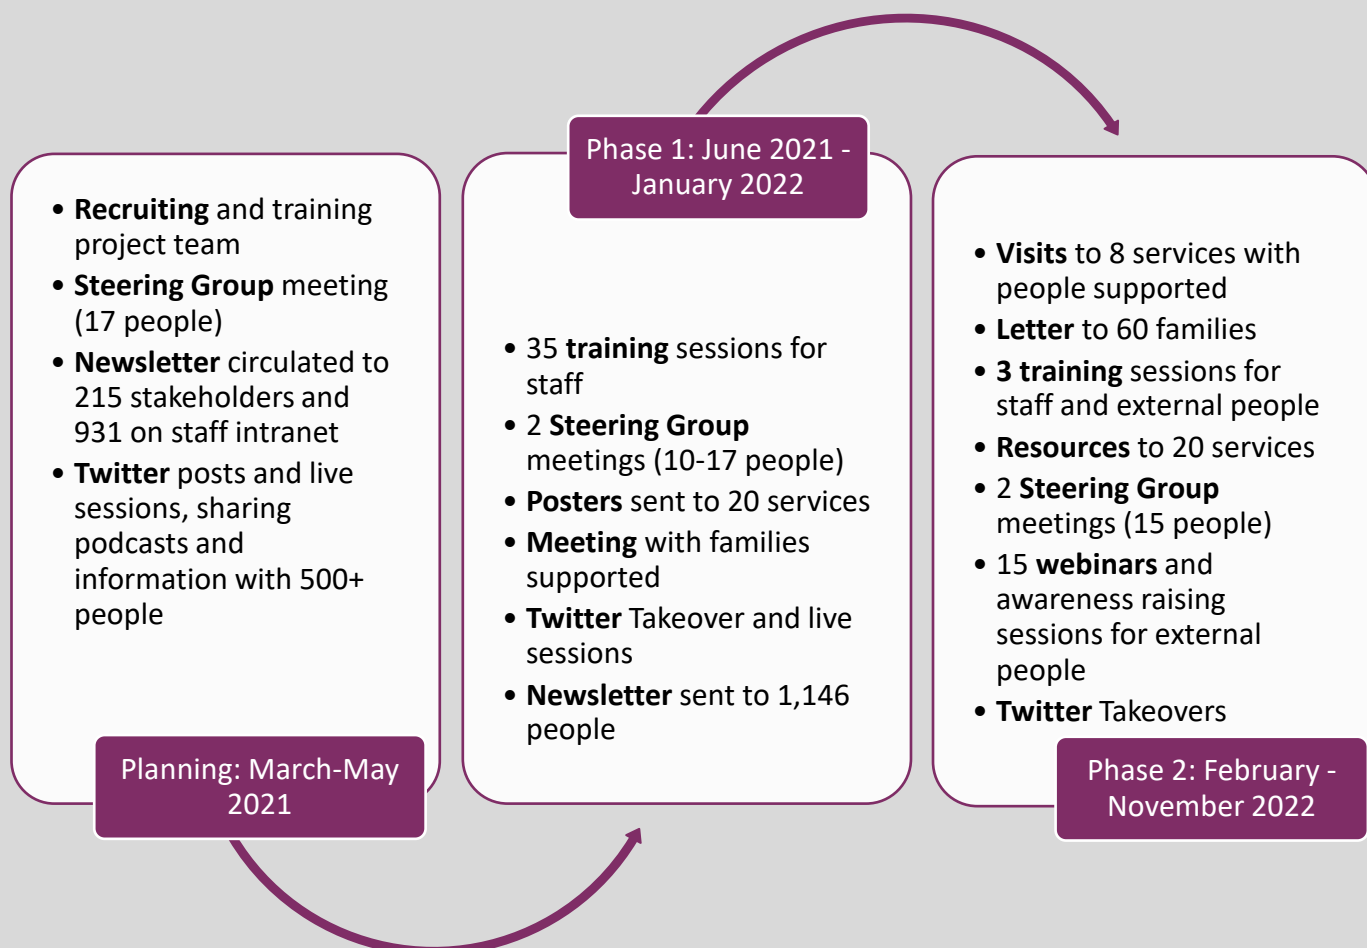 • Recruiting and training
project team
• Steering Group meeting
(17 people)
• Newsletter circulated to
215 stakeholders and
931 on staff intranet
• Twitter posts and live
sessions, sharing
podcasts and
information with 500+
people
Planning: March-May
2021
Phase 1: June 2021 -
January 2022
• 35 training sessions for
staff
• 2 Steering Group
meetings (10-17 people)
• Posters sent to 20 services
• Meeting with families
supported
• Twitter Takeover and live
sessions
• Newsletter sent to 1,146
people
• Visits to 8 services with
people supported
• Letter to 60 families
• 3 training sessions for
staff and external people
• Resources to 20 services
• 2 Steering Group
meetings (15 people)
• 15 webinars and
awareness raising
sessions for external
people
• Twitter Takeovers
Phase 2: February -
November 2022